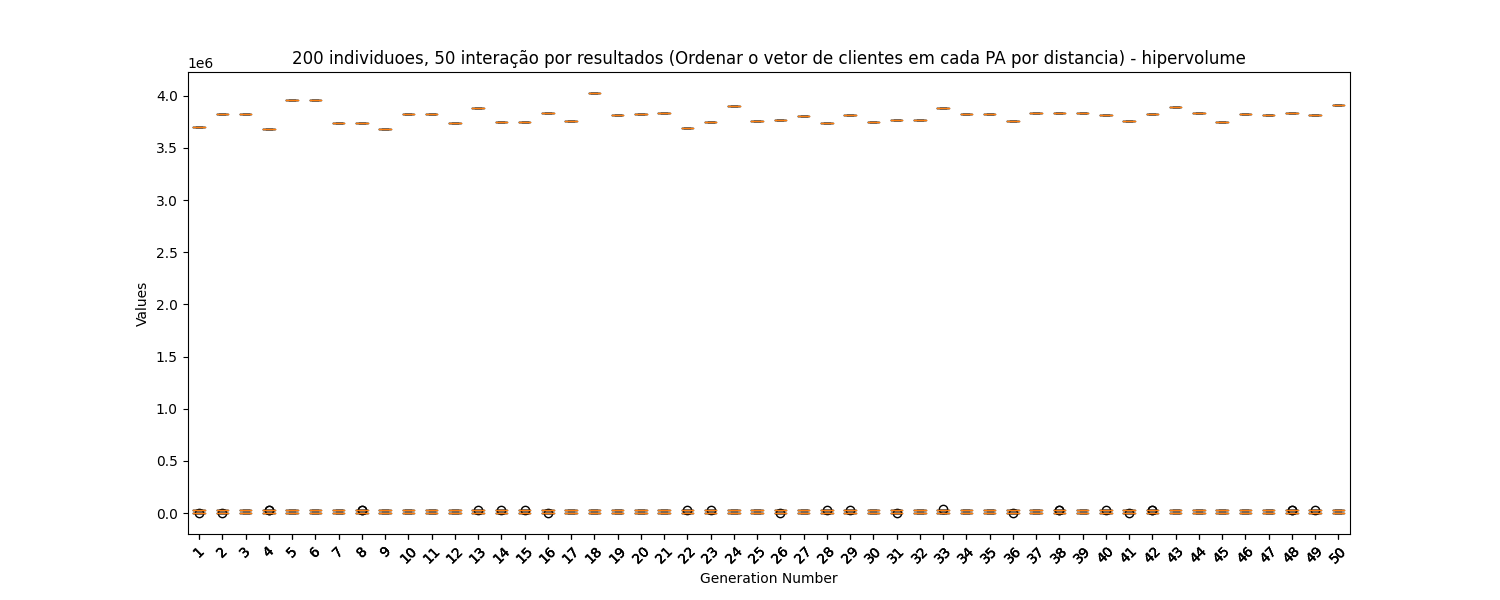 200 individuoes, 50 interação por resultados (Ordenar o vetor de clientes em cada PA por distancia) - hipervolume
1e6
4.0
3.5
3.0
2.5
2.0
1.5
1.0
0.5
0.0
Values
1 2 3 4 5 6 7 8 9 10 11 12 13 14 15 16 17 18 19 20 21 22 23 24 25 26 27 28 29 30 31 32 33 34 35 36 37 38 39 40 41 42 43 44 45 46 47 48 49 50
Generation Number